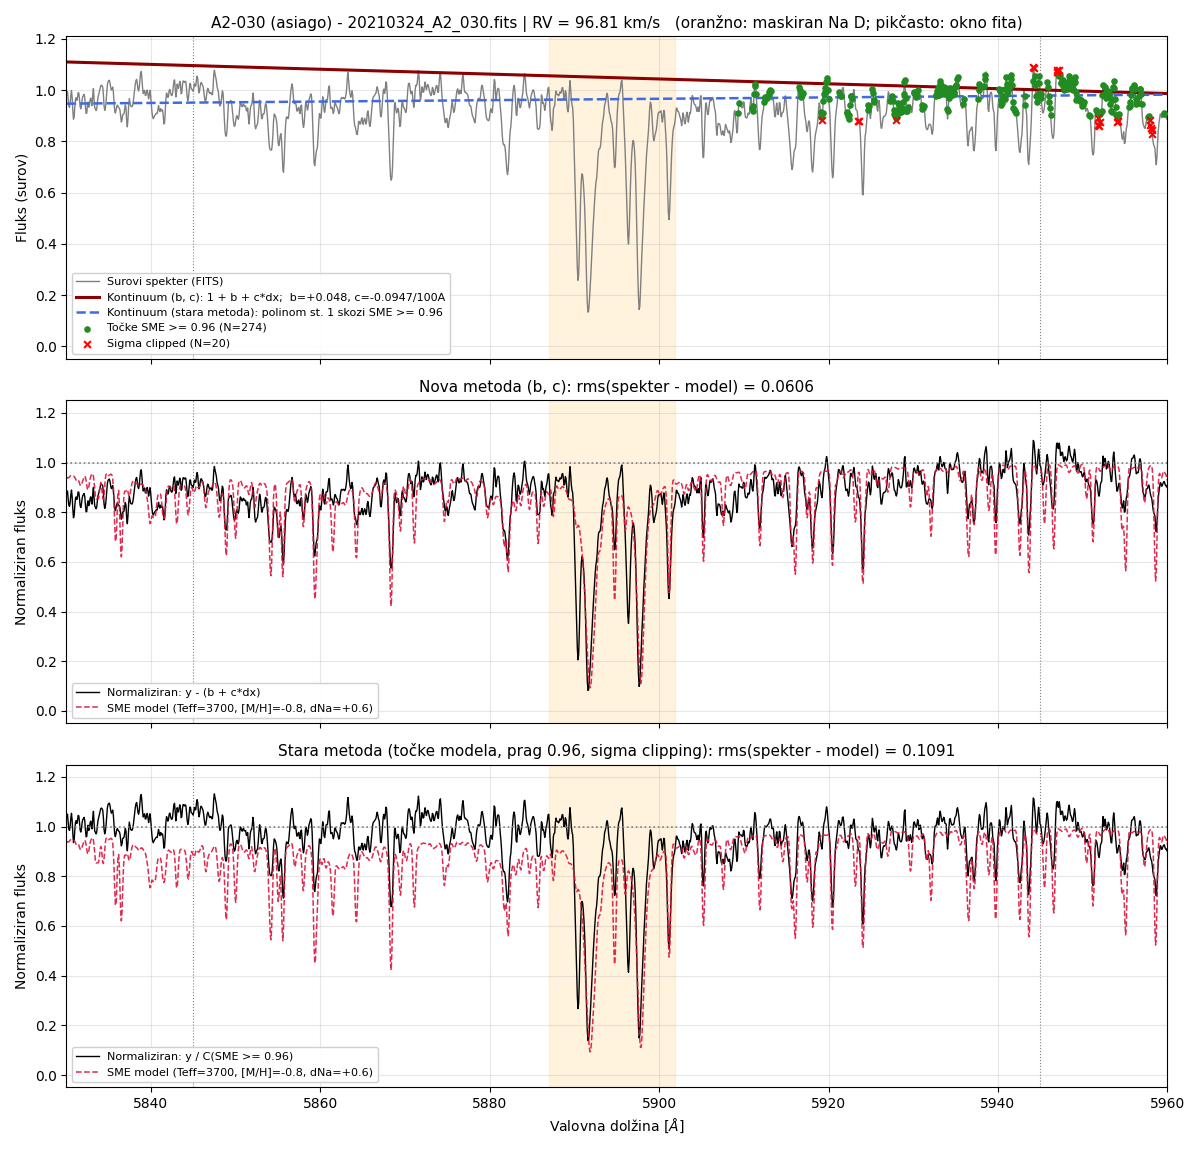 A2-030 (asiago) - 20210324_A2_030.fits | RV = 96.81 km/s   (oranžno: maskiran Na D; pikčasto: okno fita)
1.2
1.0
0.8
0.6
0.4
0.2
0.0
Fluks (surov)
Surovi spekter (FITS)
Kontinuum (b, c): 1 + b + c*dx;  b=+0.048, c=-0.0947/100A
Kontinuum (stara metoda): polinom st. 1 skozi SME >= 0.96
Točke SME >= 0.96 (N=274)
Sigma clipped (N=20)
Nova metoda (b, c): rms(spekter - model) = 0.0606
1.2
1.0
0.8
0.6
0.4
0.2
0.0
Normaliziran fluks
Normaliziran: y - (b + c*dx)
SME model (Teff=3700, [M/H]=-0.8, dNa=+0.6)
Stara metoda (točke modela, prag 0.96, sigma clipping): rms(spekter - model) = 0.1091
1.2
1.0
0.8
0.6
0.4
0.2
0.0
Normaliziran fluks
Normaliziran: y / C(SME >= 0.96)
SME model (Teff=3700, [M/H]=-0.8, dNa=+0.6)
5840 5860 5880 5900 5920 5940 5960
Valovna dolžina [Å]